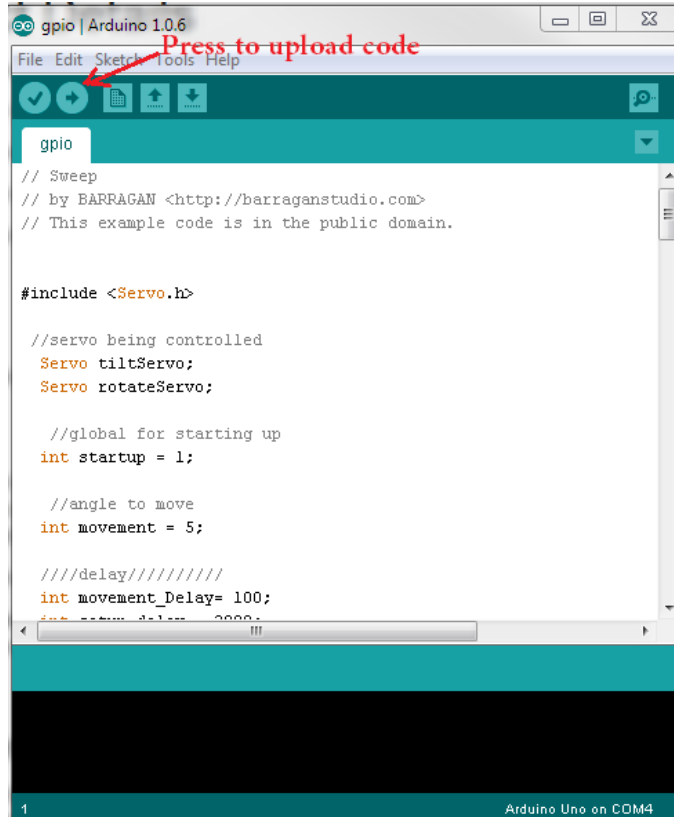 gpio | Arduino 1.0.6
Press to upload code
File Edit Sketch Tools Help
gpio
// Sweep
// by BARRAGAN <http://barraganstudio.com>
// This example code is in the public domain.
#include <Servo.h>
//servo being controlled
Servo tiltServo;
Servo rotateServo;
//global for starting up
int startup = 1;
//angle to move
int movement = 5;
////delay//////////
int movement_Delay= 100;
1
Arduino Uno on COM4